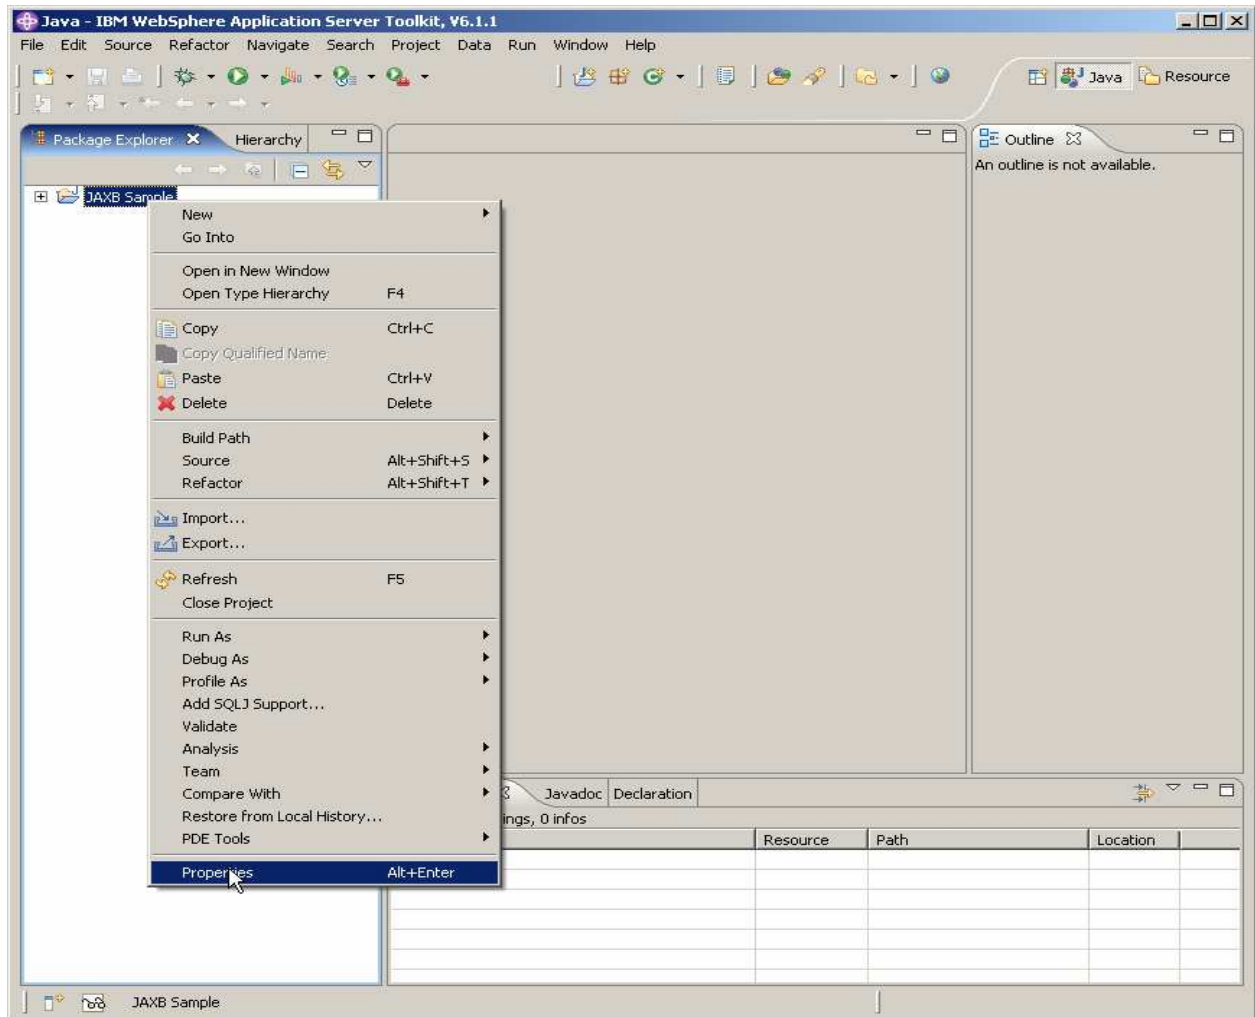 Java - IBM WebSphere Application Server Toolkit, V6.1.1
File Edit Source Refactor Navigate Search Project Data Run Window Help
Java Resource
Package Explorer Hierarchy
Outline
An outline is not available.
JAXB Sample
New
Go Into
Open in New Window
Open Type Hierarchy F4
Copy Ctrl+C
Copy Qualified Name
Paste Ctrl+V
Delete Delete
Build Path
Source Alt+Shift+S
Refactor Alt+Shift+T
Import...
Export...
Refresh F5
Close Project
Run As
Debug As
Profile As
Add SQLJ Support...
Validate
Analysis
Team
Compare With
Restore from Local History...
PDE Tools
Properties Alt+Enter
Javadoc Declaration
ings, 0 infos
Resource Path Location
JAXB Sample